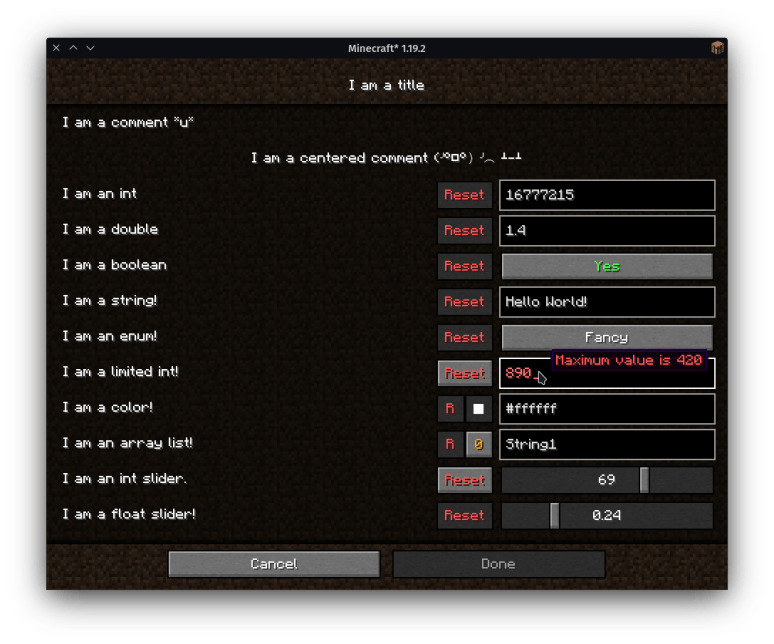 Minecraft* 1.19.2
I am a title
I am a comment ˚u˚
I am a centered comment (╯°□°)╯︵ ┻━┻
I am an int Reset 16777215
I am a double Reset 1.4
I am a boolean Reset Yes
I am a string! Reset Hello World!
I am an enum! Reset Fancy
Maximum value is 420
I am a limited int! Reset 890_
I am a color! R #ffffff
I am an array list! R 0 String1
I am an int slider. Reset 69
I am a float slider! Reset 0.24
Cancel Done